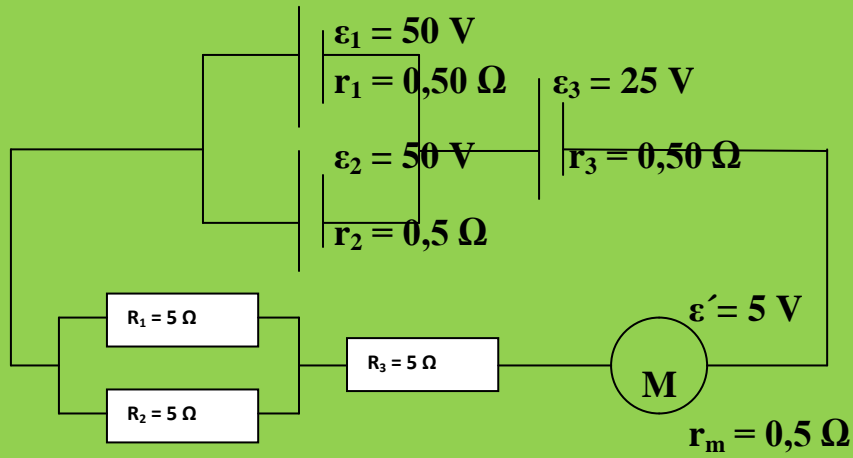 ε₁ = 50 V
r₁ = 0,50 Ω
ε₃ = 25 V
ε₂ = 50 V
r₃ = 0,50 Ω
r₂ = 0,5 Ω
R₁ = 5 Ω
ε´= 5 V
R₃ = 5 Ω
M
R₂ = 5 Ω
rₘ = 0,5 Ω